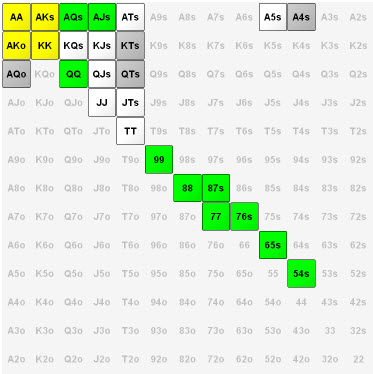 AA AKs AQs AJs ATs A9s A8s A7s A6s A5s A4s A3s A2s
AKo KK KQs KJs KTs K9s K8s K7s K6s K5s K4s K3s K2s
AQo KQo QQ QJs QTs Q9s Q8s Q7s Q6s Q5s Q4s Q3s Q2s
AJo KJo QJo JJ JTs J9s J8s J7s J6s J5s J4s J3s J2s
ATo KTo QTo JTo TT T9s T8s T7s T6s T5s T4s T3s T2s
A9o K9o Q9o J9o T9o 99 98s 97s 96s 95s 94s 93s 92s
A8o K8o Q8o J8o T8o 98o 88 87s 86s 85s 84s 83s 82s
A7o K7o Q7o J7o T7o 97o 87o 77 76s 75s 74s 73s 72s
A6o K6o Q6o J6o T6o 96o 86o 76o 66 65s 64s 63s 62s
A5o K5o Q5o J5o T5o 95o 85o 75o 65o 55 54s 53s 52s
A4o K4o Q4o J4o T4o 94o 84o 74o 64o 54o 44 43s 42s
A3o K3o Q3o J3o T3o 93o 83o 73o 63o 53o 43o 33 32s
A2o K2o Q2o J2o T2o 92o 82o 72o 62o 52o 42o 32o 22